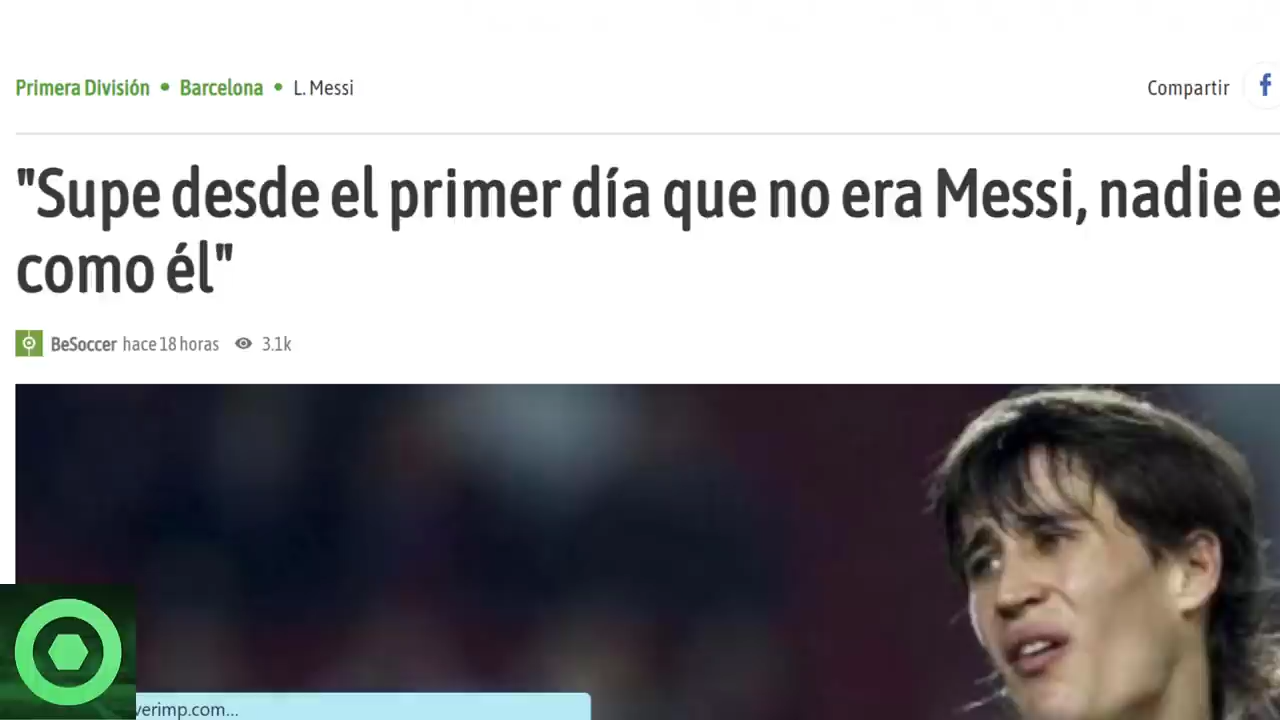 Primera División • Barcelona • L. Messi
Compartir
"Supe desde el primer día que no era Messi, nadie
como él"
BeSoccer hace 18 horas 3.1k
verimp.com...